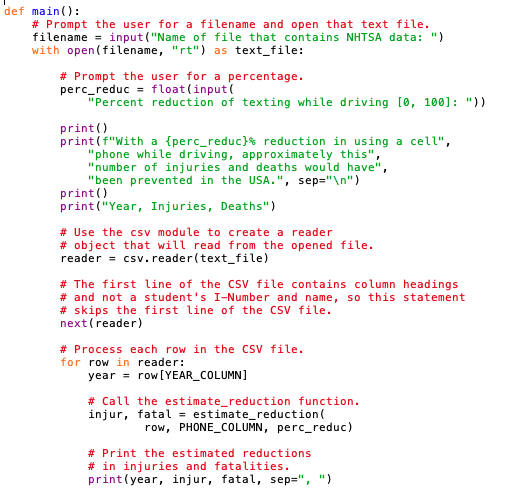 def main():
    # Prompt the user for a filename and open that text file.
    filename = input("Name of file that contains NHTSA data: ")
    with open(filename, "rt") as text_file:

        # Prompt the user for a percentage.
        perc_reduc = float(input(
            "Percent reduction of texting while driving [0, 100]: "))

        print()
        print(f"With a {perc_reduc}% reduction in using a cell",
            "phone while driving, approximately this",
            "number of injuries and deaths would have",
            "been prevented in the USA.", sep="\n")
        print()
        print("Year, Injuries, Deaths")

        # Use the csv module to create a reader
        # object that will read from the opened file.
        reader = csv.reader(text_file)

        # The first line of the CSV file contains column headings
        # and not a student's I-Number and name, so this statement
        # skips the first line of the CSV file.
        next(reader)

        # Process each row in the CSV file.
        for row in reader:
            year = row[YEAR_COLUMN]

            # Call the estimate_reduction function.
            injur, fatal = estimate_reduction(
                    row, PHONE_COLUMN, perc_reduc)

            # Print the estimated reductions
            # in injuries and fatalities.
            print(year, injur, fatal, sep=", ")